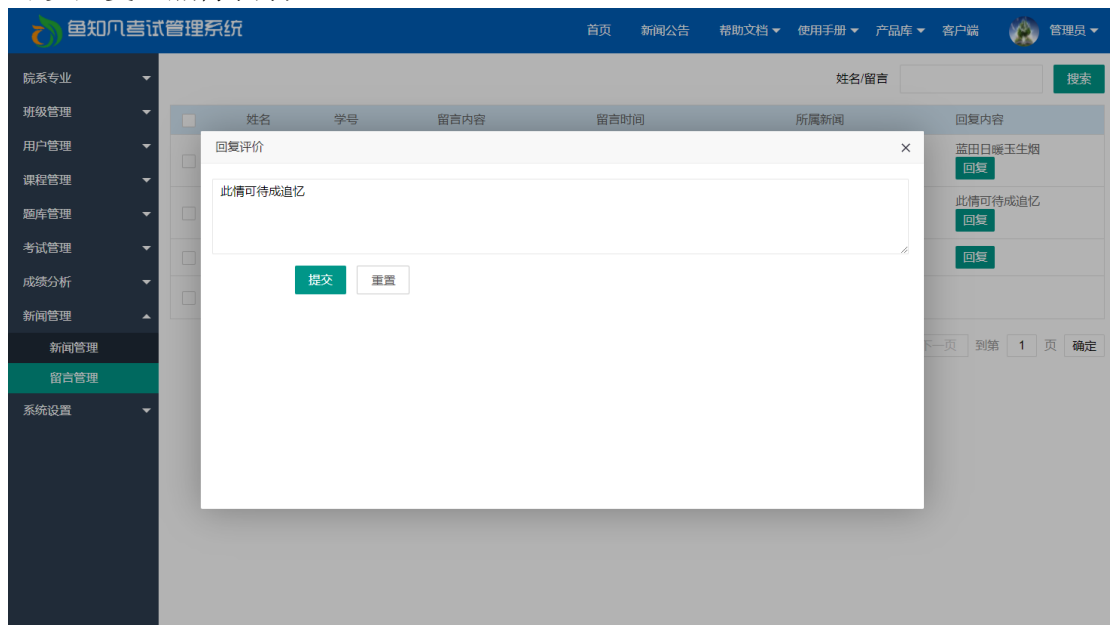 鱼知凡考试管理系统
首页 新闻公告 帮助文档 使用手册 产品库 客户端 管理员
院系专业
班级管理
用户管理
课程管理
题库管理
考试管理
成绩分析
新闻管理
新闻管理
留言管理
系统设置
姓名/留言 搜索
姓名 学号 留言内容 留言时间 所属新闻 回复内容
回复评价
此情可待成追忆
提交 重置
蓝田日暖玉生烟
回复
此情可待成追忆
回复
回复
下一页 到第 1 页 确定